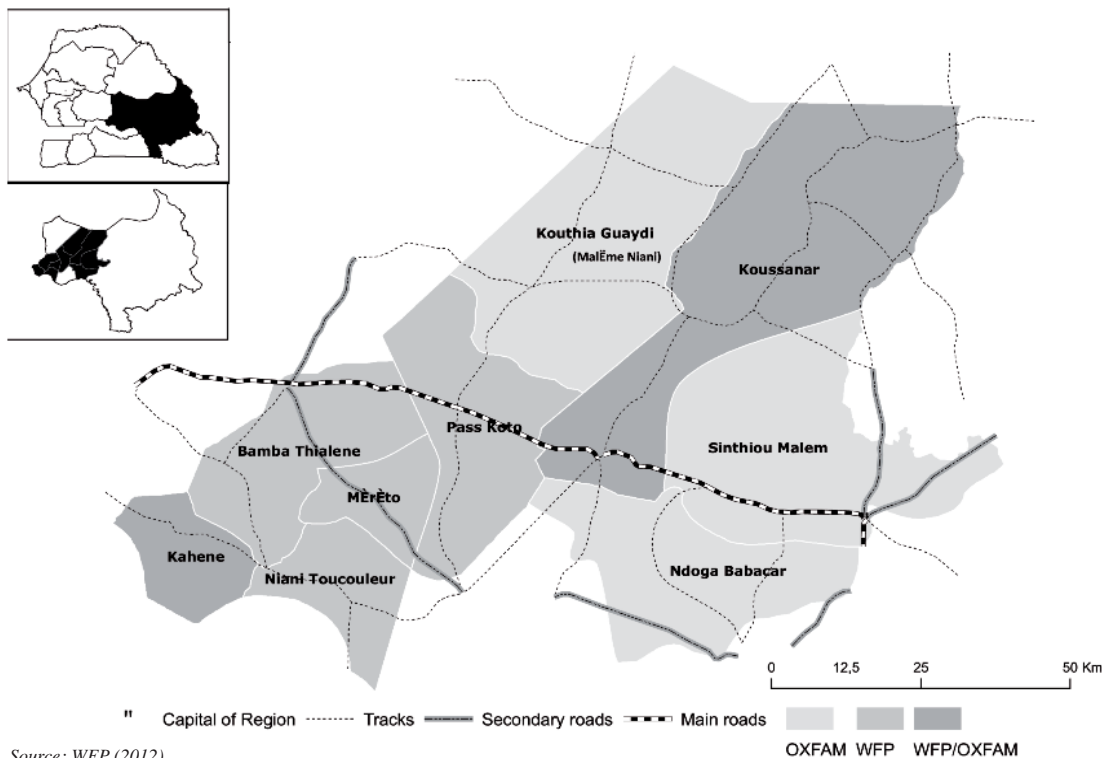 Kouthia Guaydi
(MalËme Niani)
Koussanar
Pass Koto
Bamba Thialene
Sinthiou Malem
MÈrÈto
Kahene
Niani Toucouleur
Ndoga Babacar
0 12,5 25 50 Km
" Capital of Region Tracks Secondary roads Main roads
OXFAM WFP WFP/OXFAM
Source: WFP (2012)